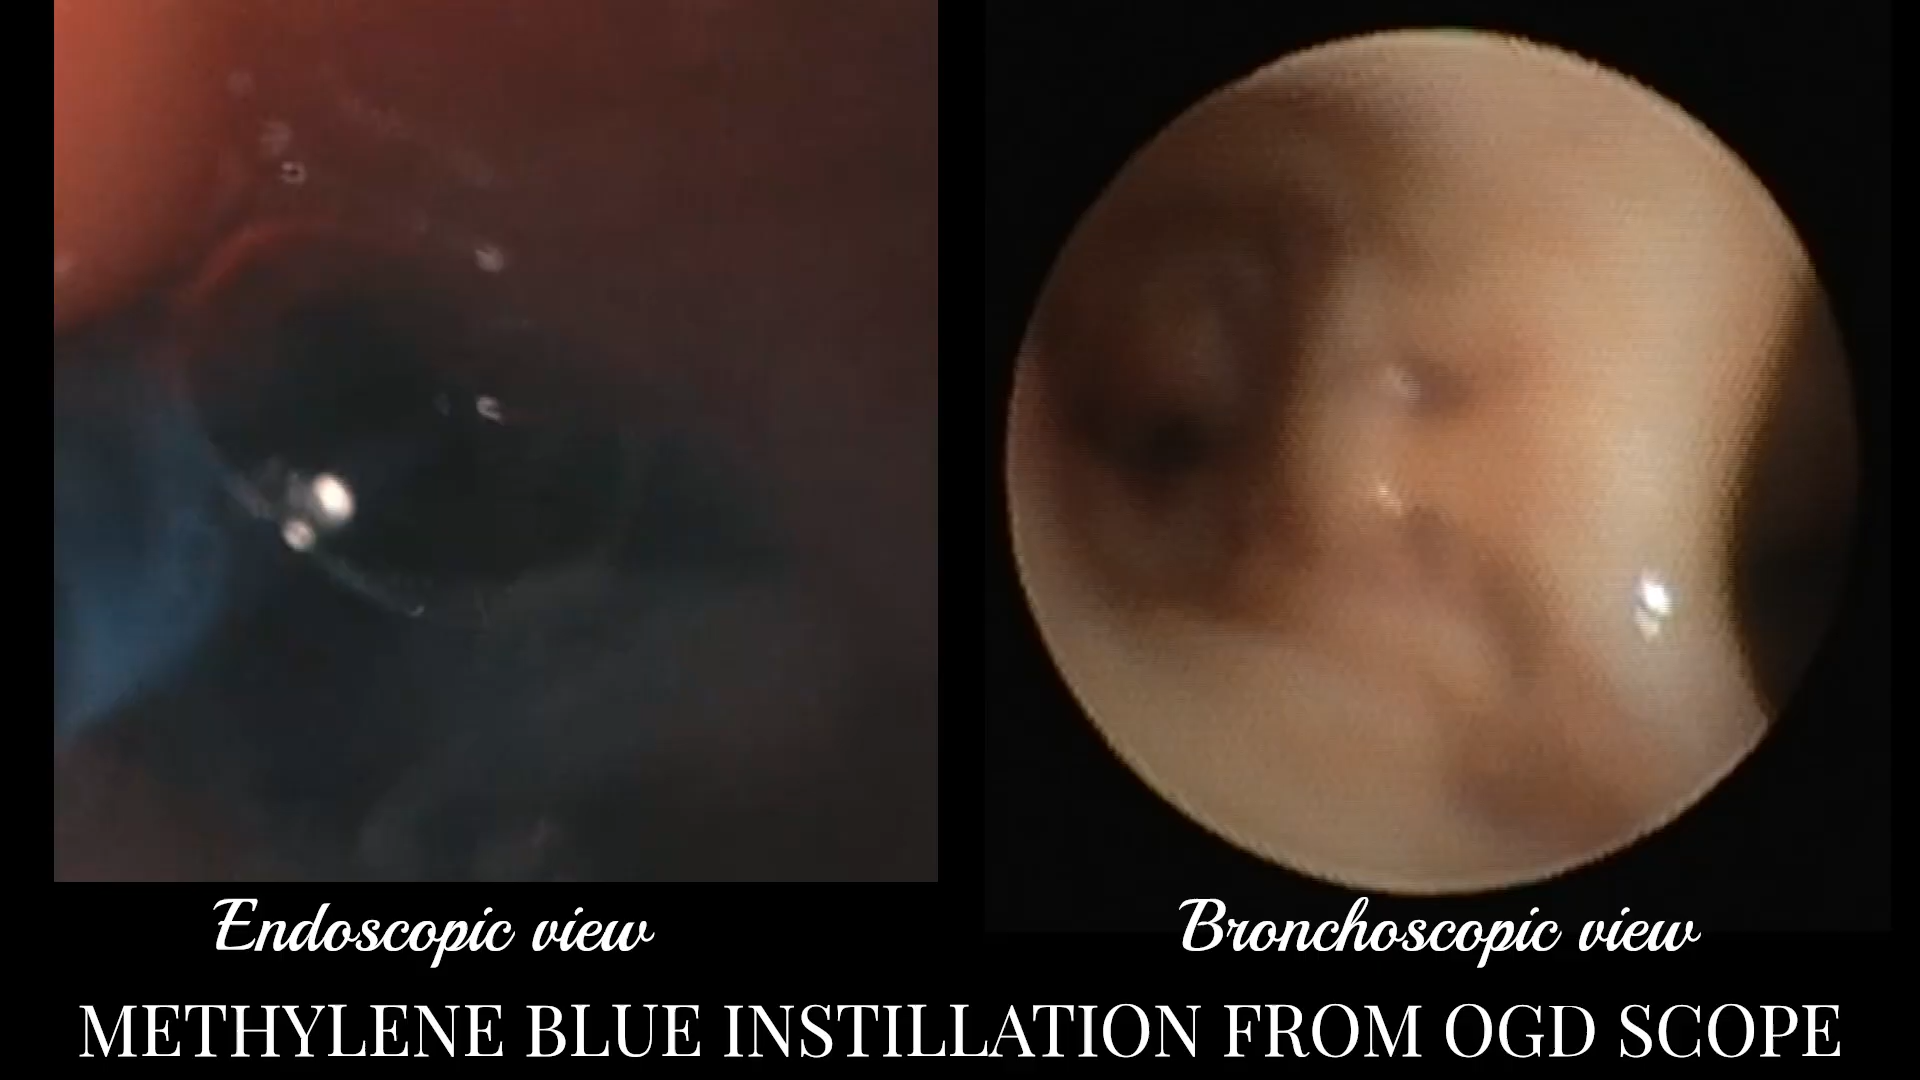 Endoscopic view
Bronchoscopic view
METHYLENE BLUE INSTILLATION FROM OGD SCOPE